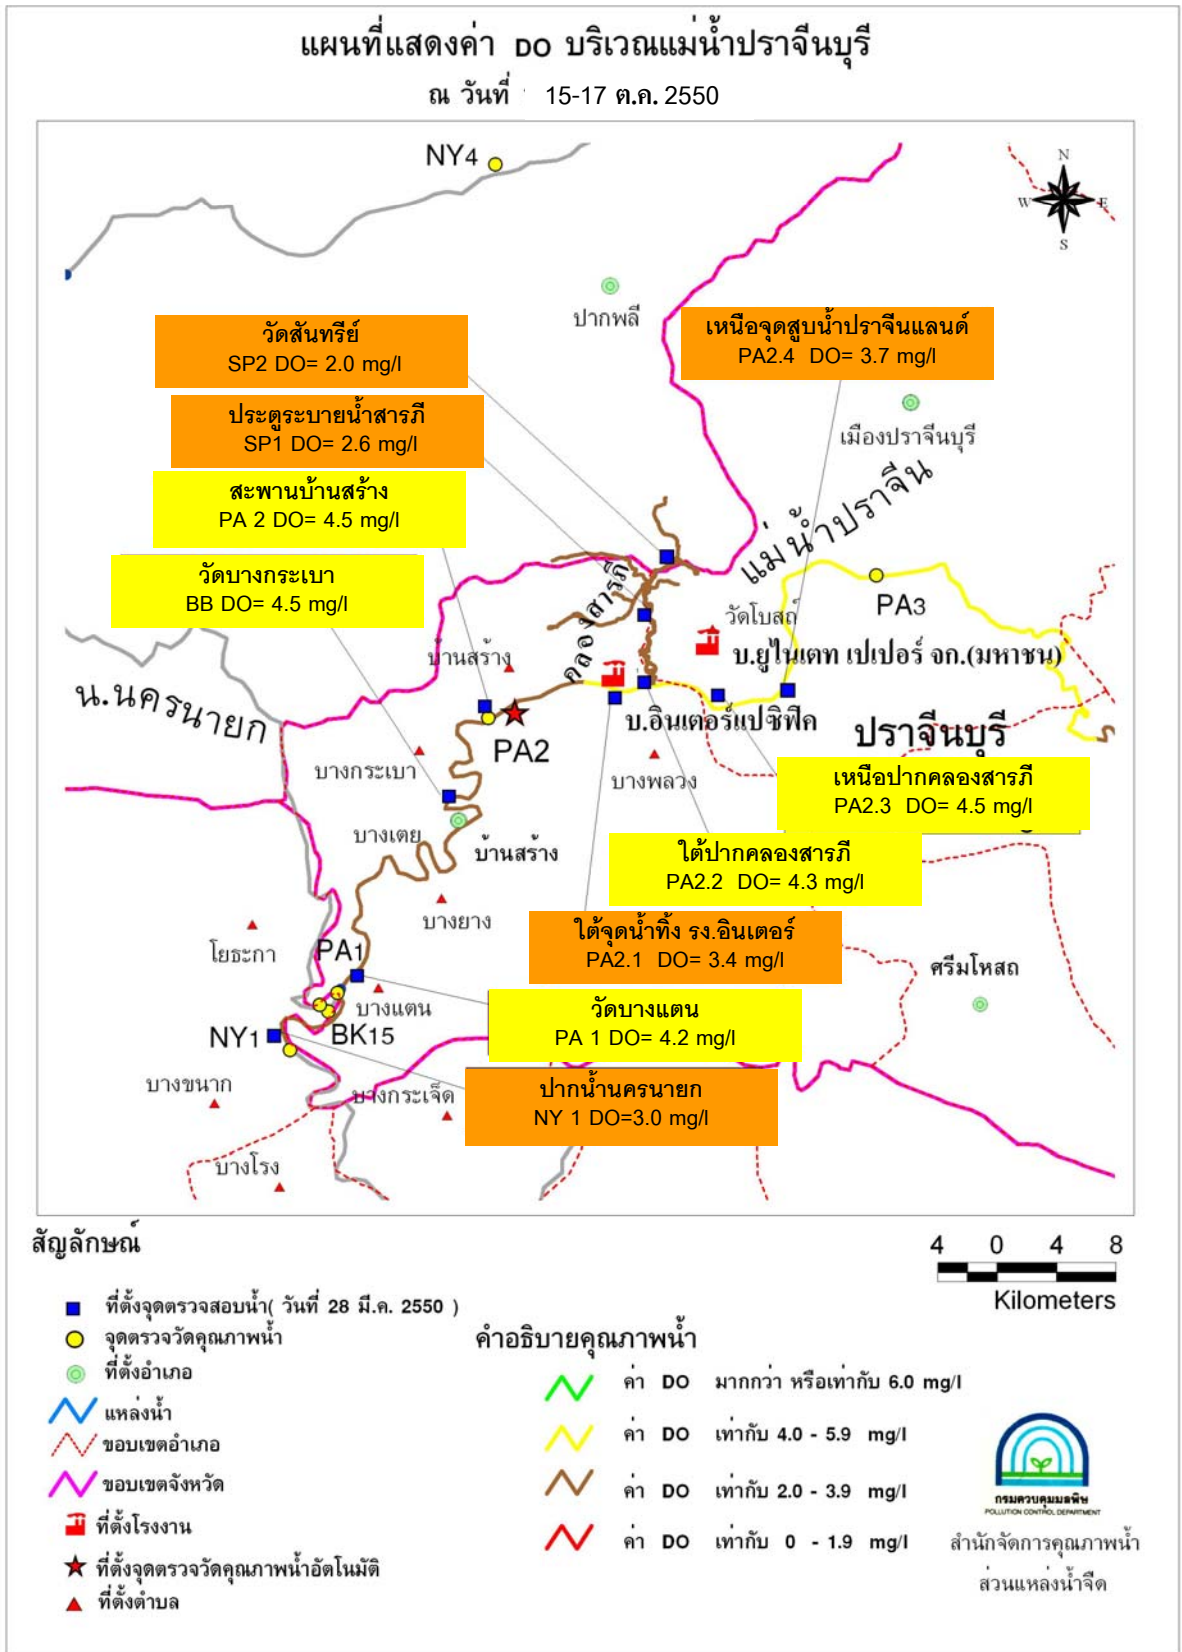 แผนที่แสดงค่า DO บริเวณแม่น้ำปราจีนบุรี
ณ วันที่ 15-17 ต.ค. 2550
NY4
N
W
E
S
ปากพลี
วัดสันทรีย์
SP2 DO= 2.0 mg/l
เหนือจุดสูบน้ำปราจีนแลนด์
PA2.4 DO= 3.7 mg/l
ประตูระบายน้ำสารภี
SP1 DO= 2.6 mg/l
เมืองปราจีนบุรี
สะพานบ้านสร้าง
PA 2 DO= 4.5 mg/l
แม่น้ำปราจีน
วัดบางกระเบา
BB DO= 4.5 mg/l
คลองสารภี
PA3
วัดโบสถ์
บ้านสร้าง
บ.ยูไนเตท เปเปอร์ จก.(มหาชน)
น.นครนายก
บ.อินเตอร์แปซิฟิค
ปราจีนบุรี
PA2
บางกระเบา
บางพลวง
เหนือปากคลองสารภี
PA2.3 DO= 4.5 mg/l
บางเตย
บ้านสร้าง
ใต้ปากคลองสารภี
PA2.2 DO= 4.3 mg/l
บางยาง
ใต้จุดน้ำทิ้ง รง.อินเตอร์
PA2.1 DO= 3.4 mg/l
โยธะกา
PA1
ศรีมโหสถ
บางแตน
วัดบางแตน
PA 1 DO= 4.2 mg/l
NY1
BK15
บางขนาก
บางกระเจ็ด
ปากน้ำนครนายก
NY 1 DO=3.0 mg/l
บางโรง
สัญลักษณ์
4 0 4 8
Kilometers
ที่ตั้งจุดตรวจสอบน้ำ( วันที่ 28 มี.ค. 2550 )
จุดตรวจวัดคุณภาพน้ำ
ที่ตั้งอำเภอ
แหล่งน้ำ
ขอบเขตอำเภอ
ขอบเขตจังหวัด
ที่ตั้งโรงงาน
ที่ตั้งจุดตรวจวัดคุณภาพน้ำอัตโนมัติ
ที่ตั้งตำบล
คำอธิบายคุณภาพน้ำ
ค่า DO มากกว่า หรือเท่ากับ 6.0 mg/l
ค่า DO เท่ากับ 4.0 - 5.9 mg/l
ค่า DO เท่ากับ 2.0 - 3.9 mg/l
ค่า DO เท่ากับ 0 - 1.9 mg/l
กรมควบคุมมลพิษ
POLLUTION CONTROL DEPARTMENT
สำนักจัดการคุณภาพน้ำ
ส่วนแหล่งน้ำจืด